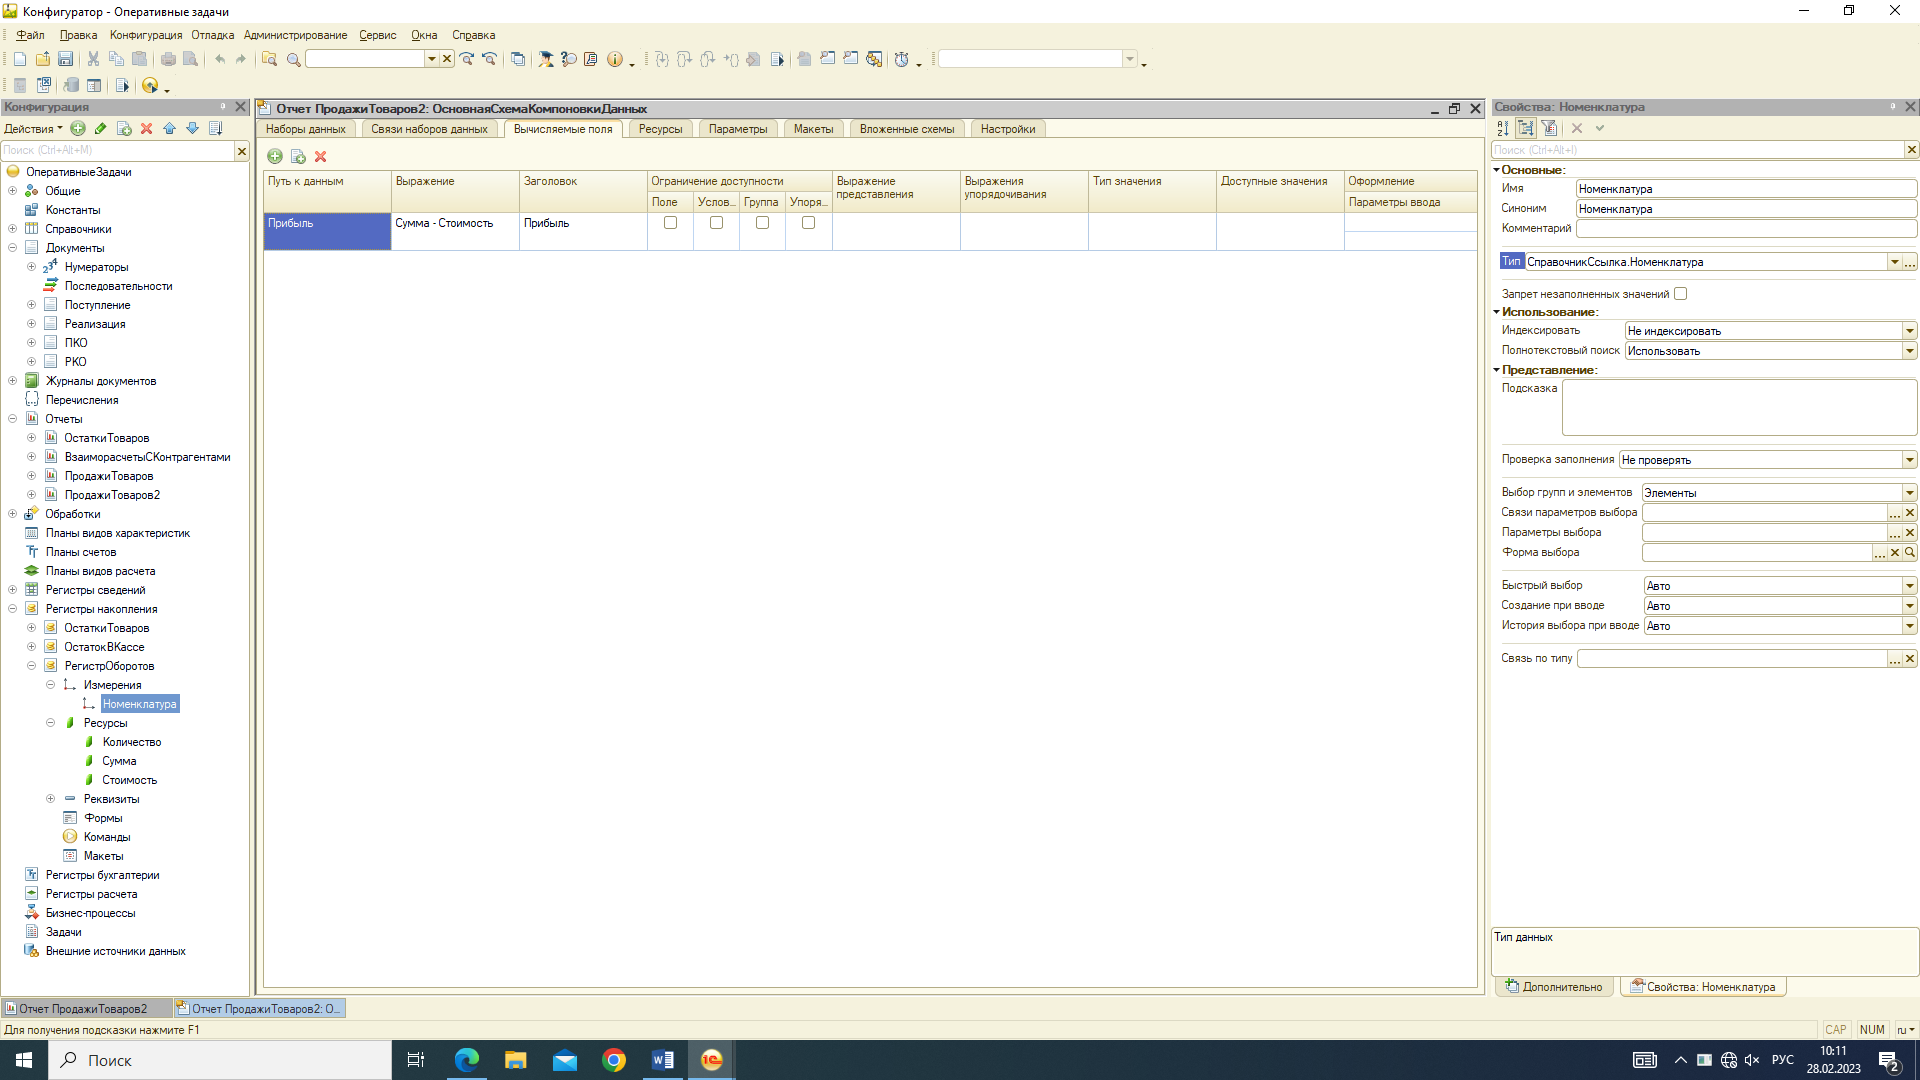 Конфигуратор - Оперативные задачи
Файл Правка Конфигурация Отладка Администрирование Сервис Окна Справка
Конфигурация
Действия
Поиск (Ctrl+Alt+M)
ОперативныеЗадачи
Общие
Константы
Справочники
Документы
Нумераторы
Последовательности
Поступление
Реализация
ПКО
РКО
Журналы документов
Перечисления
Отчеты
ОстаткиТоваров
ВзаиморасчетыСКонтрагентами
ПродажиТоваров
ПродажиТоваров2
Обработки
Планы видов характеристик
Планы счетов
Планы видов расчета
Регистры сведений
Регистры накопления
ОстаткиТоваров
ОстатокВКассе
РегистрОборотов
Измерения
Номенклатура
Ресурсы
Количество
Сумма
Стоимость
Реквизиты
Формы
Команды
Макеты
Регистры бухгалтерии
Регистры расчета
Бизнес-процессы
Задачи
Внешние источники данных
Отчет ПродажиТоваров2: ОсновнаяСхемаКомпоновкиДанных
Наборы данных Связи наборов данных Вычисляемые поля Ресурсы Параметры Макеты Вложенные схемы Настройки
Путь к данным Выражение Заголовок Ограничение доступности Выражение представления Выражения упорядочивания Тип значения Доступные значения Оформление
Поле Услов... Группа Упоря... Параметры ввода
Прибыль Сумма - Стоимость Прибыль
Свойства: Номенклатура
Поиск (Ctrl+Alt+I)
Основные:
Имя Номенклатура
Синоним Номенклатура
Комментарий
Тип СправочникСсылка.Номенклатура
Запрет незаполненных значений
Использование:
Индексировать Не индексировать
Полнотекстовый поиск Использовать
Представление:
Подсказка
Проверка заполнения Не проверять
Выбор групп и элементов Элементы
Связи параметров выбора
Параметры выбора
Форма выбора
Быстрый выбор Авто
Создание при вводе Авто
История выбора при вводе Авто
Связь по типу
Тип данных
Дополнительно Свойства: Номенклатура
Отчет ПродажиТоваров2 Отчет ПродажиТоваров2: О...
Для получения подсказки нажмите F1 CAP NUM ru
Поиск РУС 10:11
28.02.2023 2